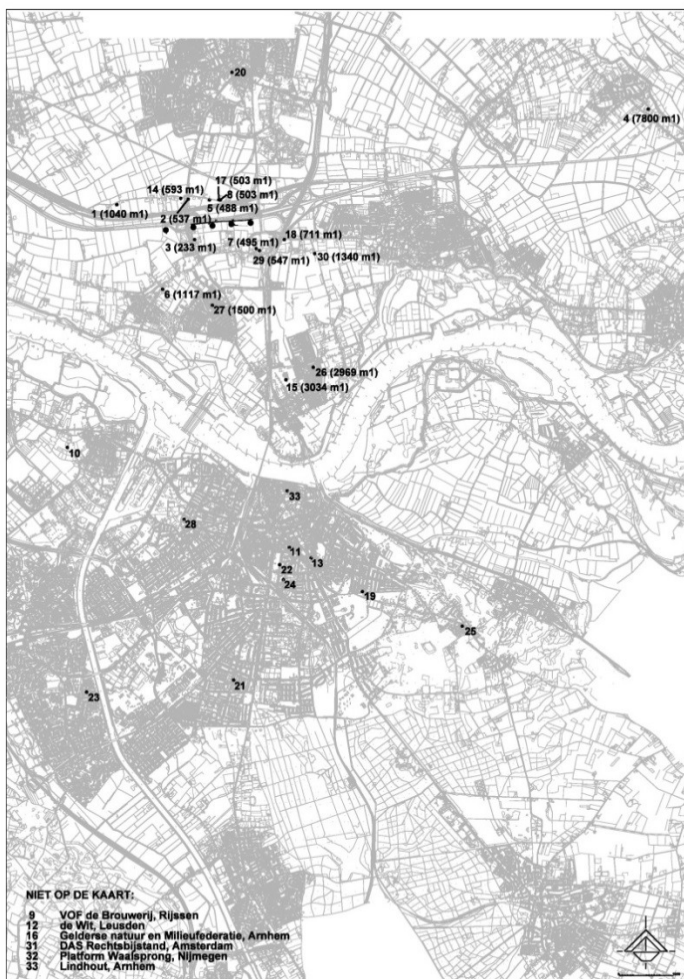 20
4 (7800 m1)
17 (503 m1)
14 (593 m1)
8 (503 m1)
1 (1040 m1)
5 (488 m1)
2 (537 m1)
18 (711 m1)
3 (233 m1)
7 (495 m1)
29 (547 m1)
30 (1340 m1)
6 (1117 m1)
27 (1500 m1)
26 (2969 m1)
15 (3034 m1)
10
33
28
11
13
22
24
19
25
21
23
NIET OP DE KAART:
9 VOF de Brouwerij, Rijssen
12 de Wit, Leusden
16 Gelderse natuur en Milieufederatie, Arnhem
31 DAS Rechtsbijstand, Amsterdam
32 Platform Waalsprong, Nijmegen
33 Lindhout, Arnhem